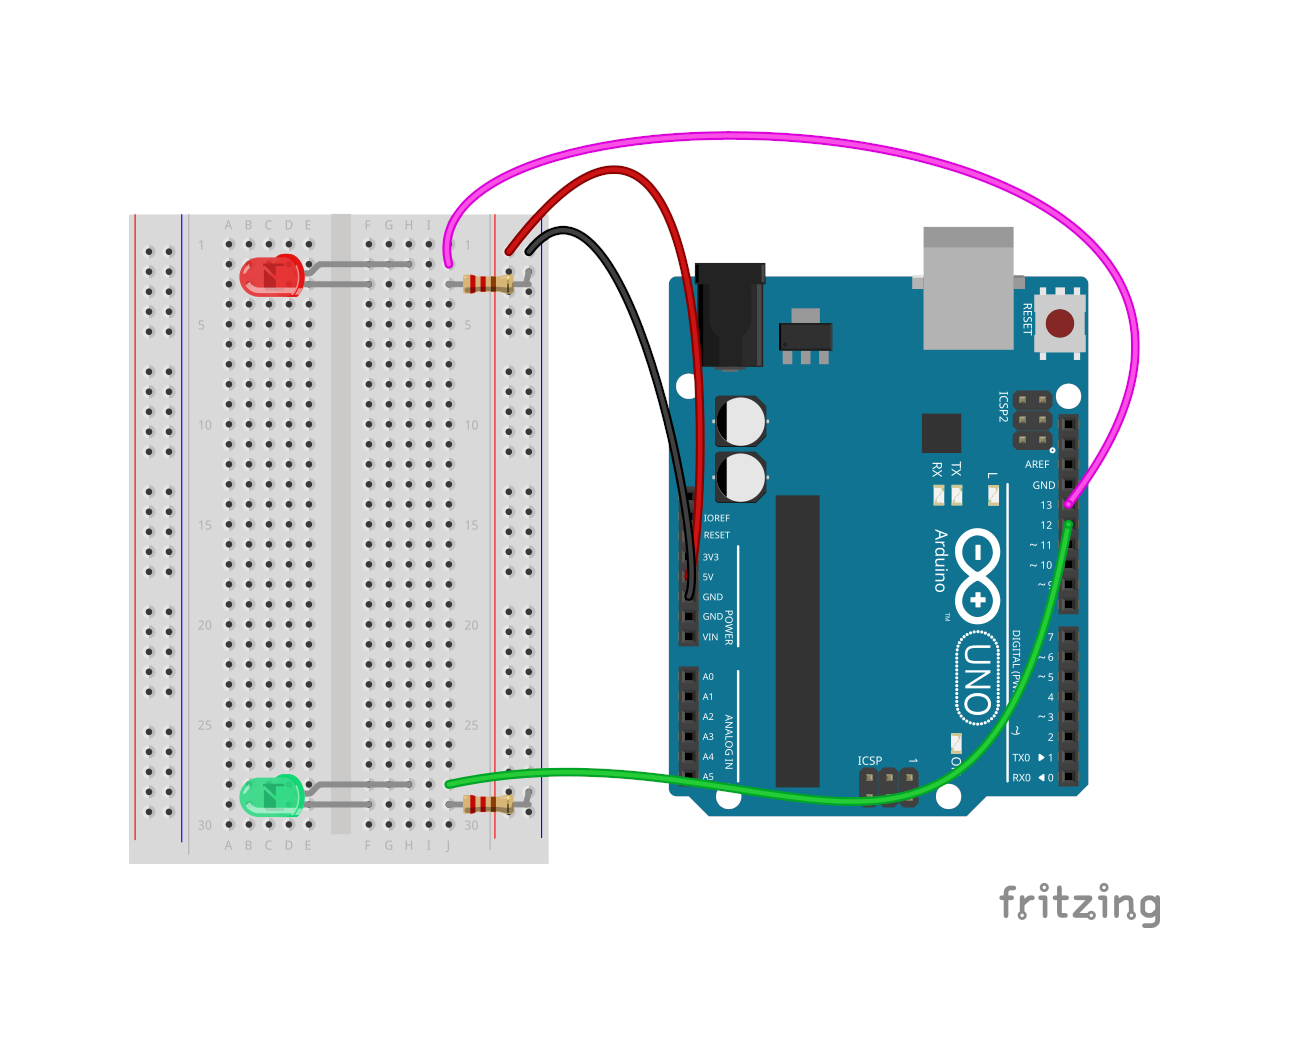 A B C D E F G H I
1 1
5 5
10 10
15 15
20 20
25 25
30 30
A B C D E F G H I J
RESET
ICSP2
AREF
GND
13
12
~ 11
~ 10
~ 9
7
~ 6
~ 5
4
~ 3
2
TX0 ▶ 1
RX0 ◀ 0
RX TX L
IOREF
RESET
3V3
5V
GND
GND
VIN
POWER
A0
A1
A2
A3
A4
A5
ANALOG IN
Arduino
TM
UNO
DIGITAL
ICSP 1
fritzing